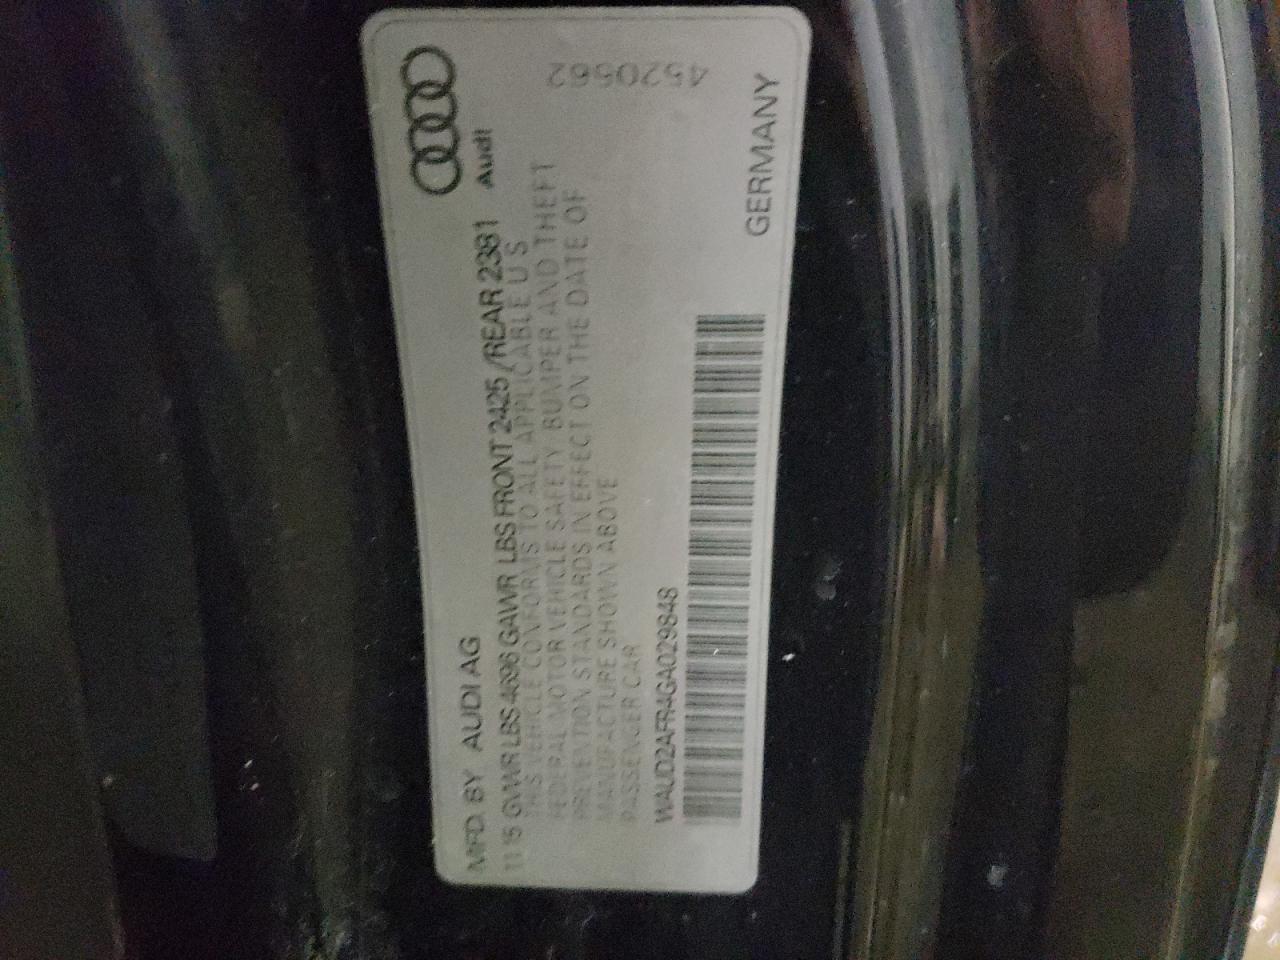 MFD. BY AUDI AG
11 15 GVWR LBS 4696 GAWR LBS FRONT 2425 /REAR 2381
THIS VEHICLE CONFORMS TO ALL APPLICABLE U S
FEDERAL MOTOR VEHICLE SAFETY BUMPER AND THEFT
PREVENTION STANDARDS IN EFFECT ON THE DATE OF
MANUFACTURE SHOWN ABOVE
PASSENGER CAR
WAUD2AFR4GA029848
Audi
GERMANY
4520562